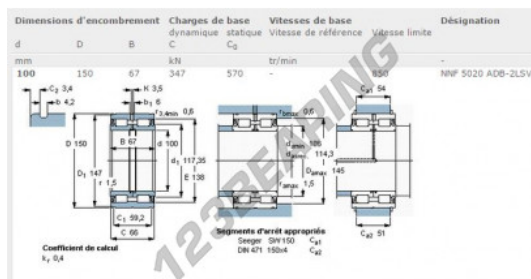 Dimensions d'encombrement Charges de base Vitesses de base Désignation
dynamique statique Vitesse de référence Vitesse limite
d D B C C0
mm kN tr/min -
100 150 67 347 570 - 850 NNF 5020 ADB-2LSV
C2 3,4
b 4,2
K 3,5
b1 6
r3,4min 0,6
B 67
d 100
D 150
D1 147
r 1,5
d1 117,35
E 138
C1 59,2
C 66
rbmax 0,6
114,3
Damax 145
ramax 1,5
Ca1 54
Ca2 51
Coefficient de calcul
kr 0,4
Segments d'arrêt appropriés
Seeger SW 150 Ca1
DIN 471 150x4 Ca2
123BEARING